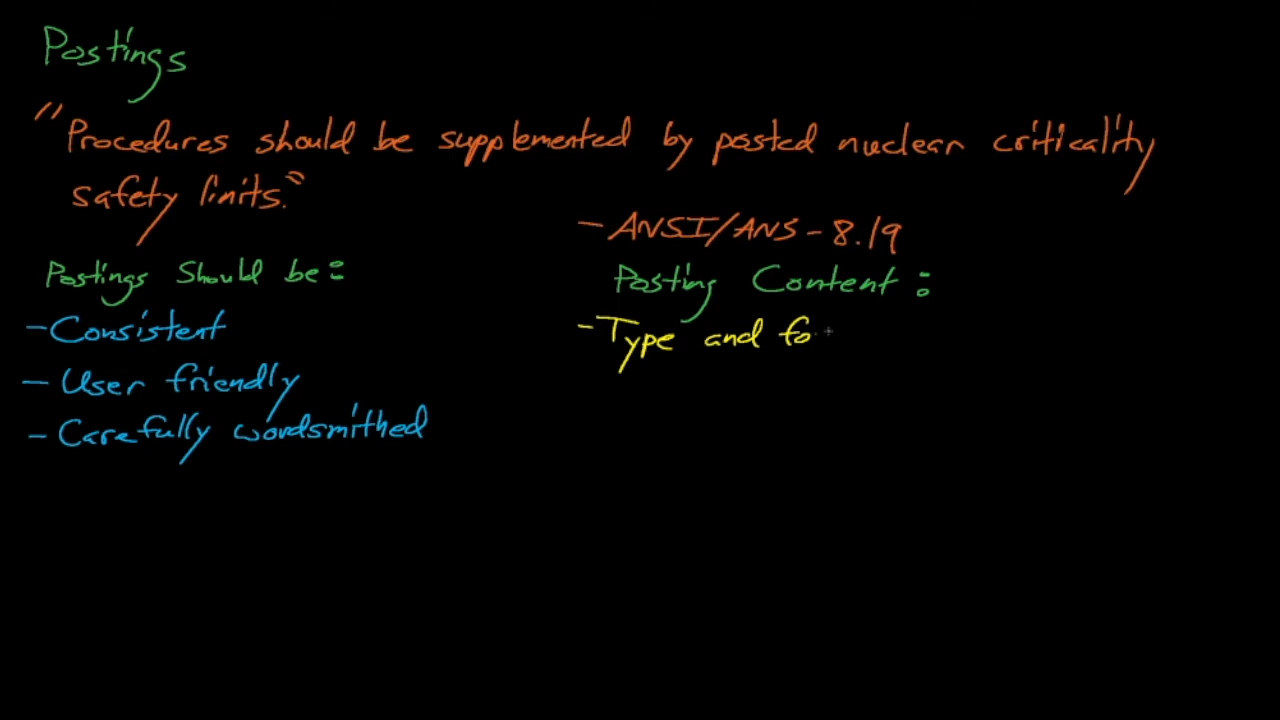 Postings
"Procedures should be supplemented by posted nuclear criticality
safety limits."
- ANSI/ANS-8.19
Postings Should be:
- Consistent
- User friendly
- Carefully wordsmithed
Posting Content:
- Type and fo